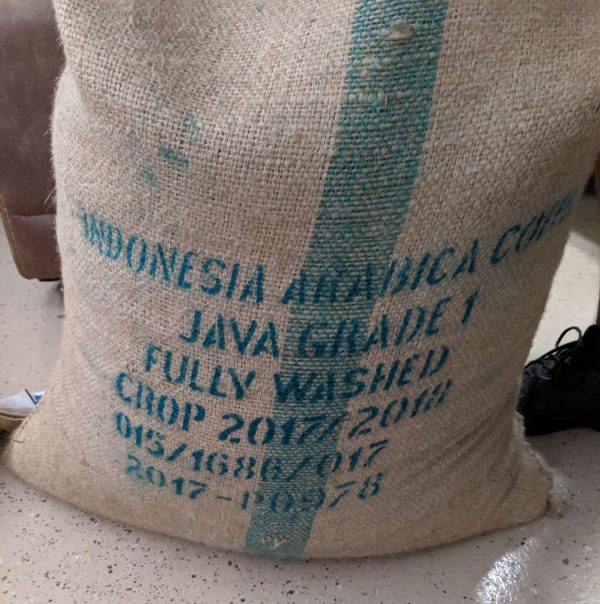 INDONESIA ARABICA
JAVA GRADE 1
FULLY WASHED
CROP 2017/2018
015/1686/017
2017-P0978